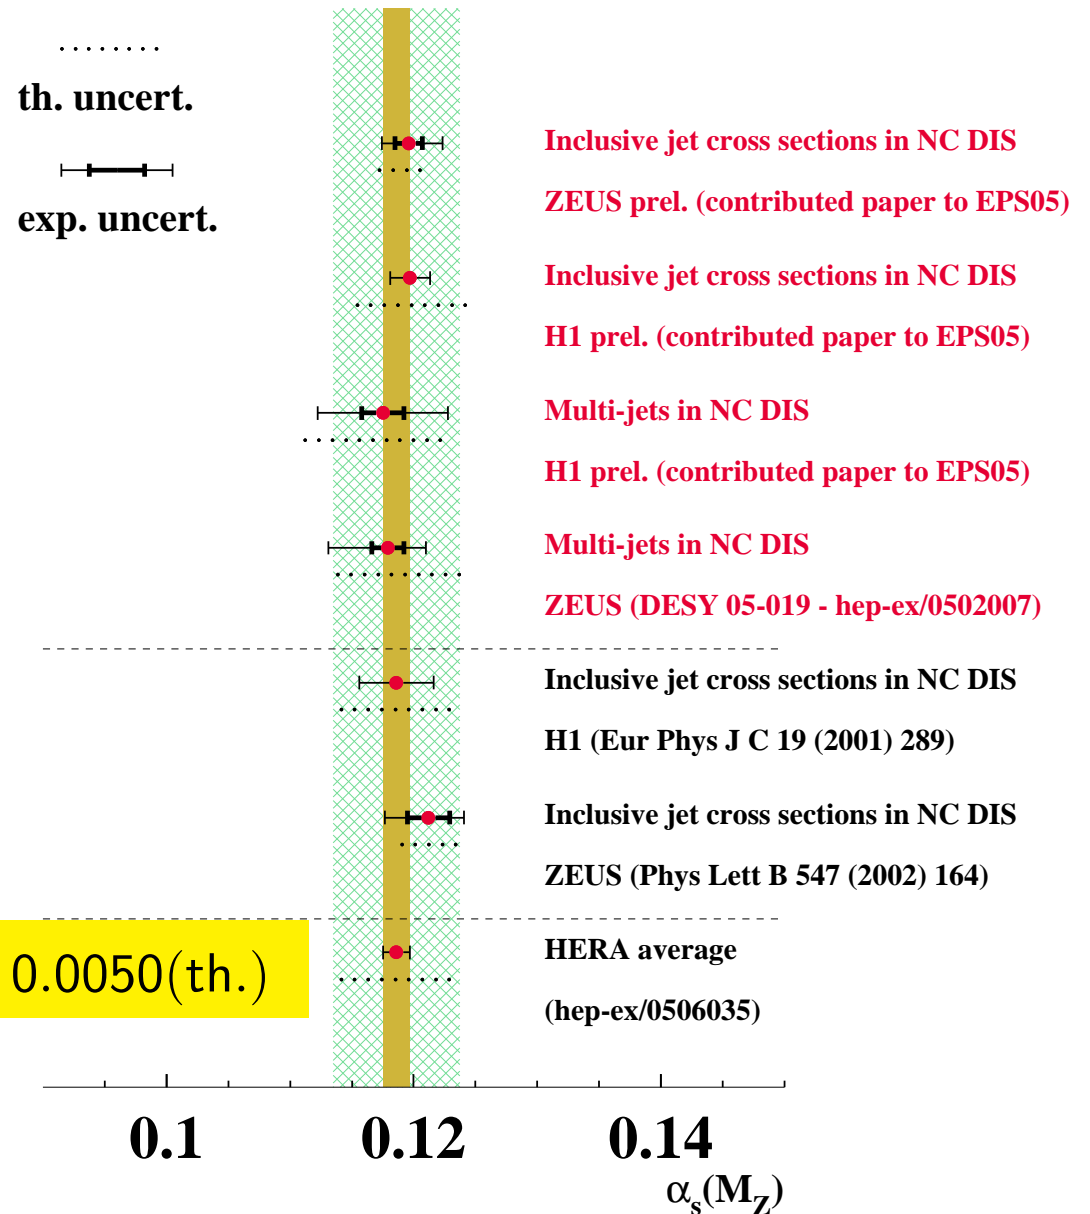 th. uncert.
exp. uncert.
Inclusive jet cross sections in NC DIS
ZEUS prel. (contributed paper to EPS05)
Inclusive jet cross sections in NC DIS
H1 prel. (contributed paper to EPS05)
Multi-jets in NC DIS
H1 prel. (contributed paper to EPS05)
Multi-jets in NC DIS
ZEUS (DESY 05-019 - hep-ex/0502007)
Inclusive jet cross sections in NC DIS
H1 (Eur Phys J C 19 (2001) 289)
Inclusive jet cross sections in NC DIS
ZEUS (Phys Lett B 547 (2002) 164)
0.0050(th.)
HERA average
(hep-ex/0506035)
0.1 0.12 0.14
αs(MZ)